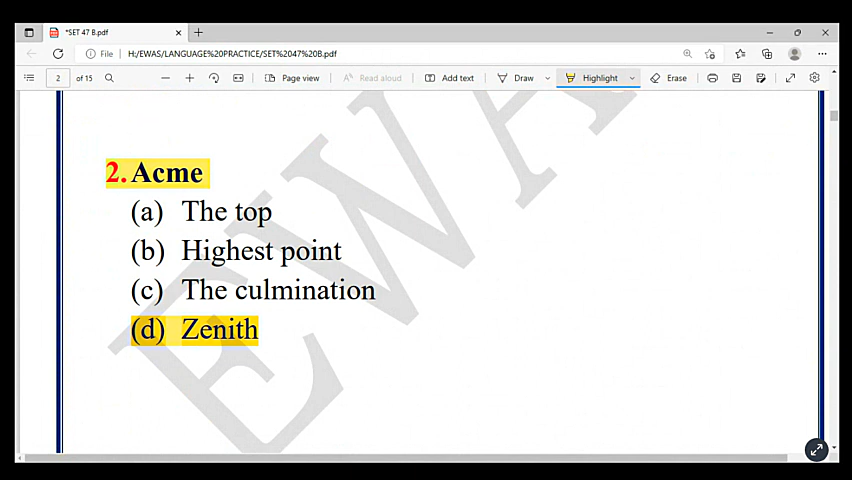 *SET 47 B.pdf
File H:/EWAS/LANGUAGE%20PRACTICE/SET%2047%20B.pdf
2 of 15 Page view Read aloud Add text Draw Highlight Erase
EWA
2. Acme
(a) The top
(b) Highest point
(c) The culmination
(d) Zenith